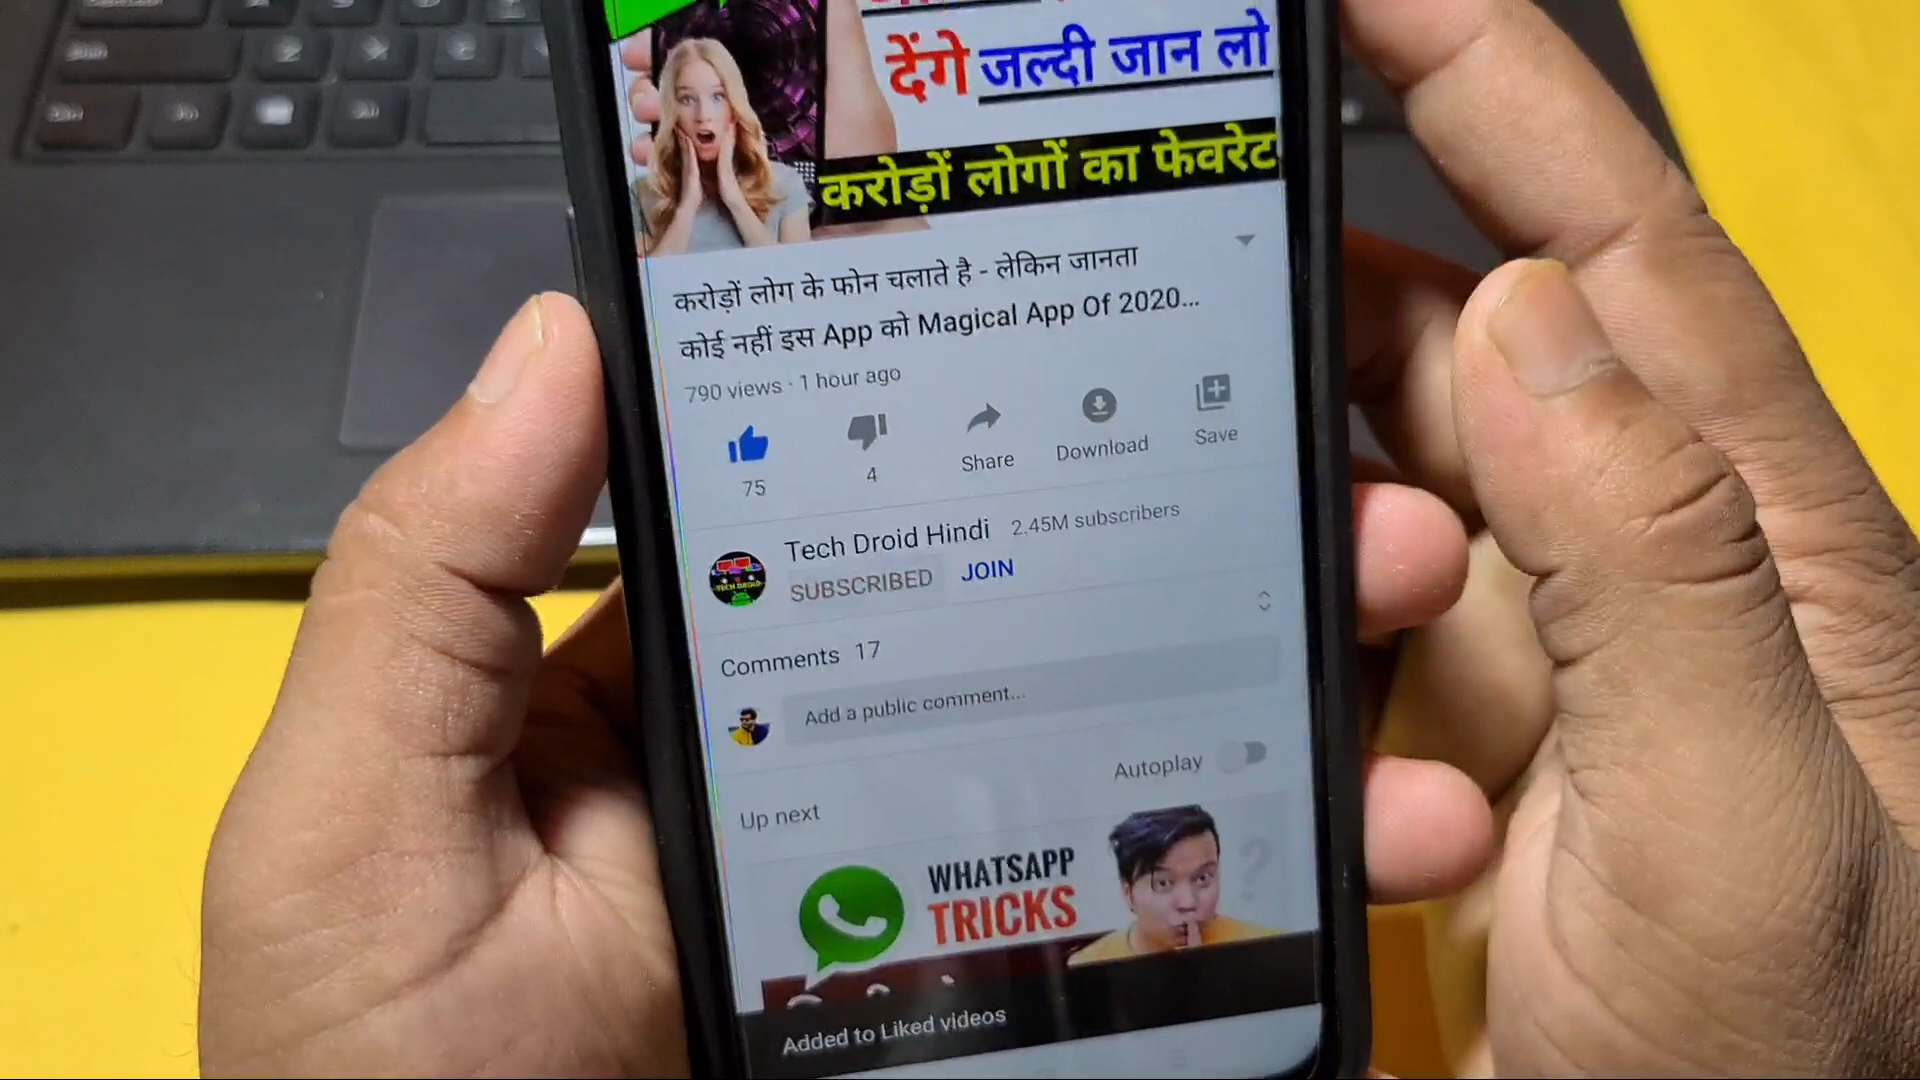 देंगे जल्दी जान लो
करोड़ों लोगों का फेवरेट
करोड़ों लोग के फोन चलाते है - लेकिन जानता
कोई नहीं इस App को Magical App Of 2020...
790 views · 1 hour ago
75
4
Share
Download
Save
Tech Droid Hindi 2.45M subscribers
SUBSCRIBED JOIN
Comments 17
Add a public comment...
Autoplay
Up next
WHATSAPP
TRICKS
?
Added to Liked videos